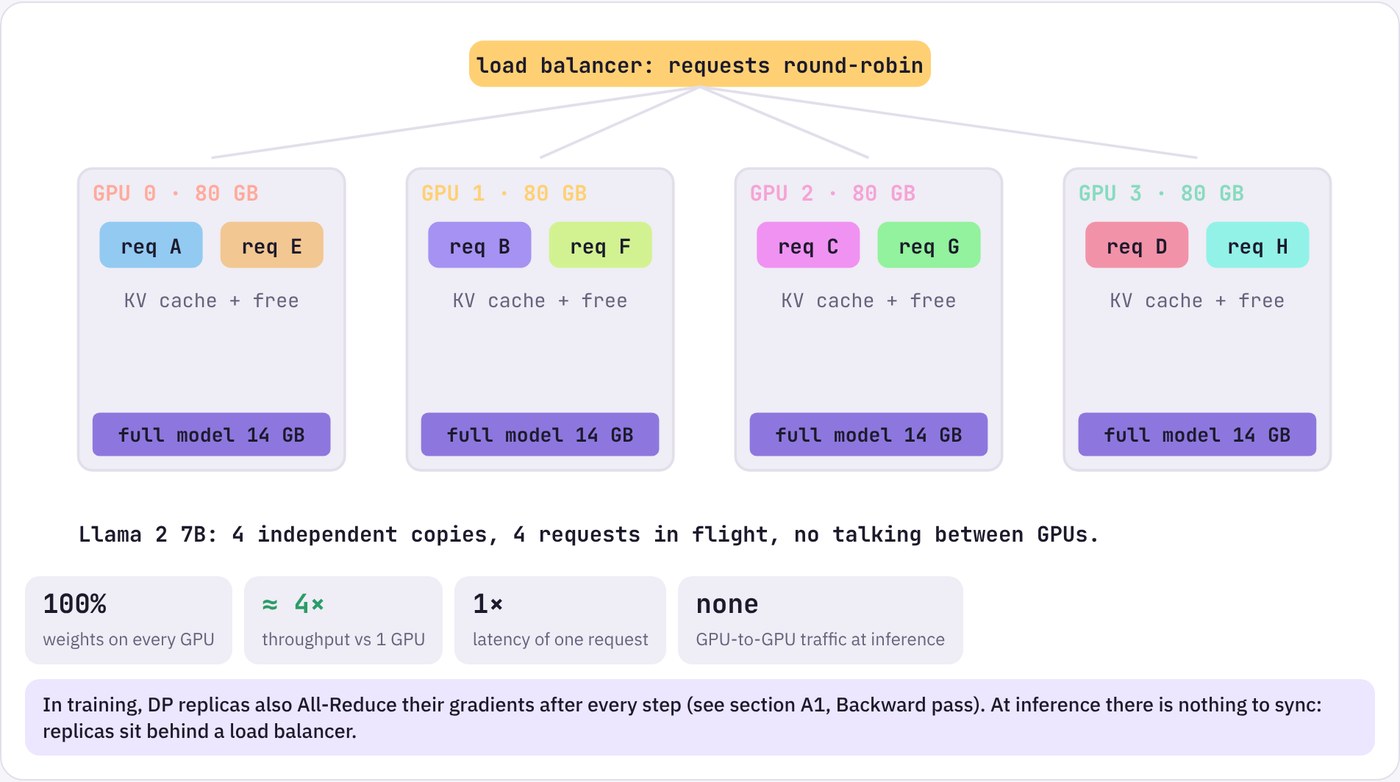 load balancer: requests round-robin
GPU 0 · 80 GB
GPU 1 · 80 GB
GPU 2 · 80 GB
GPU 3 · 80 GB
req A
req E
req B
req F
req C
req G
req D
req H
KV cache + free
KV cache + free
KV cache + free
KV cache + free
full model 14 GB
full model 14 GB
full model 14 GB
full model 14 GB
Llama 2 7B: 4 independent copies, 4 requests in flight, no talking between GPUs.
100%
weights on every GPU
≈ 4×
throughput vs 1 GPU
1×
latency of one request
none
GPU-to-GPU traffic at inference
In training, DP replicas also All-Reduce their gradients after every step (see section A1, Backward pass). At inference there is nothing to sync:
replicas sit behind a load balancer.